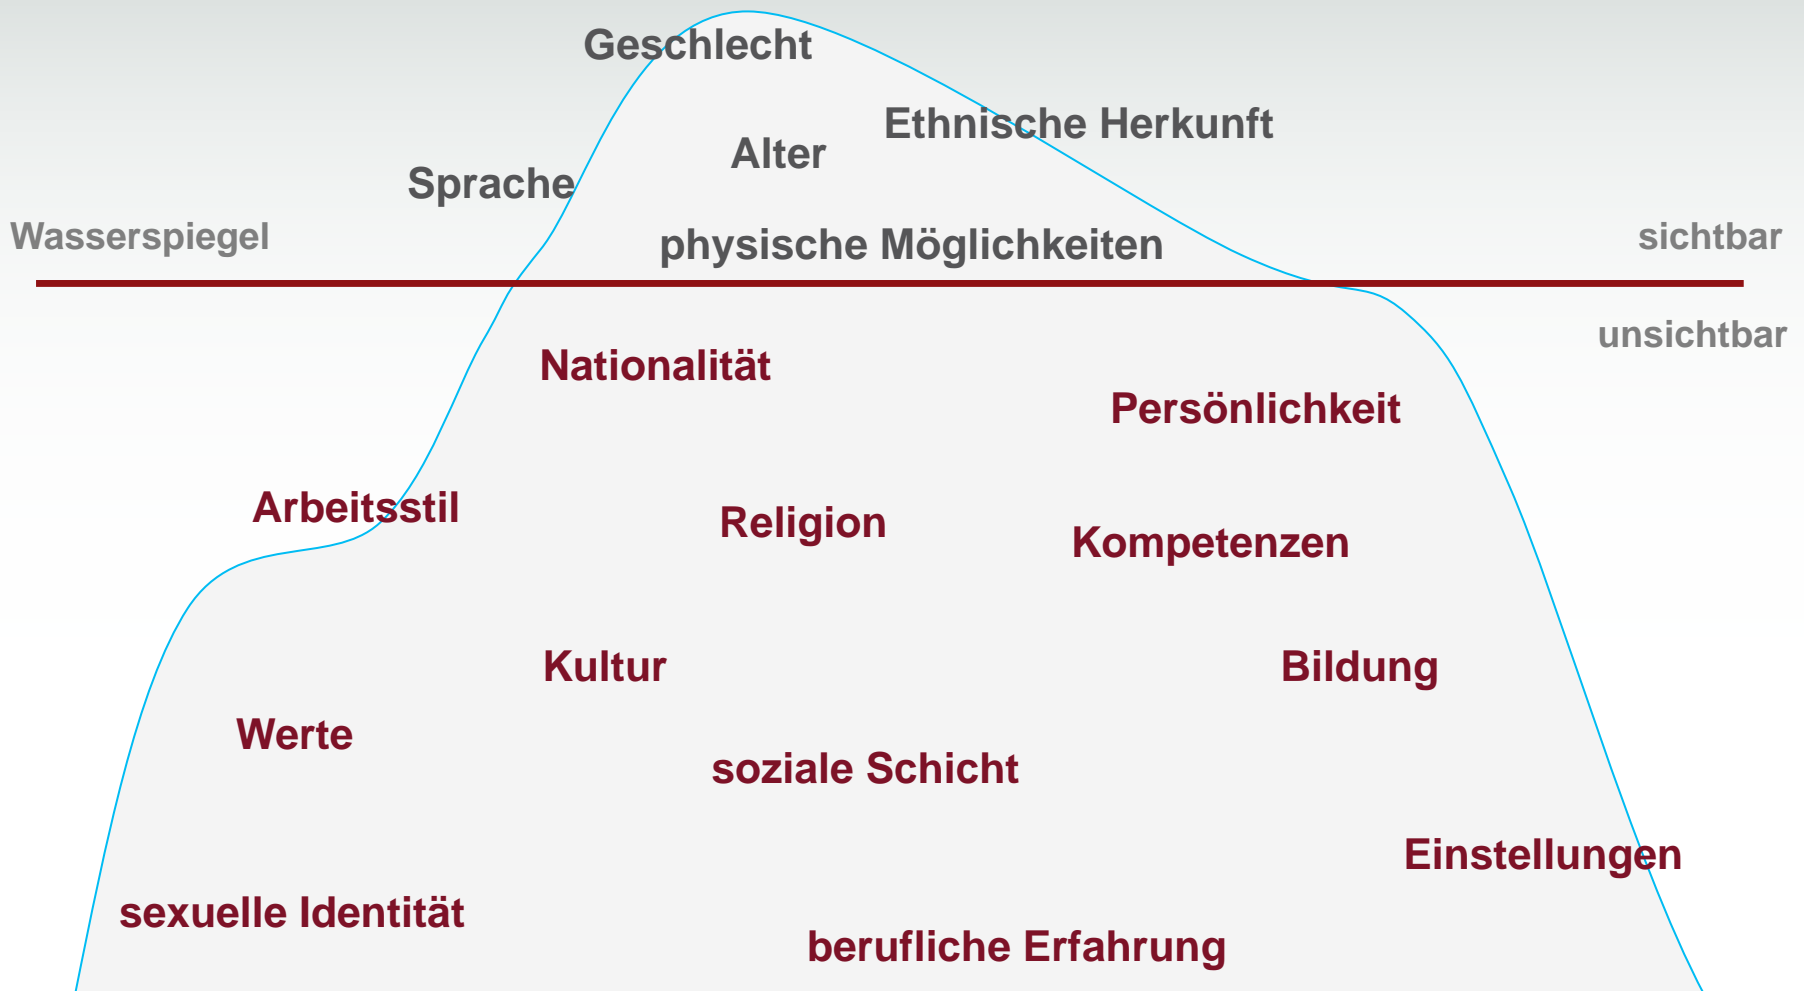 Geschlecht
Ethnische Herkunft
Alter
Sprache
Wasserspiegel
physische Möglichkeiten
sichtbar
unsichtbar
Nationalität
Persönlichkeit
Arbeitsstil
Religion
Kompetenzen
Kultur
Bildung
Werte
soziale Schicht
Einstellungen
sexuelle Identität
berufliche Erfahrung